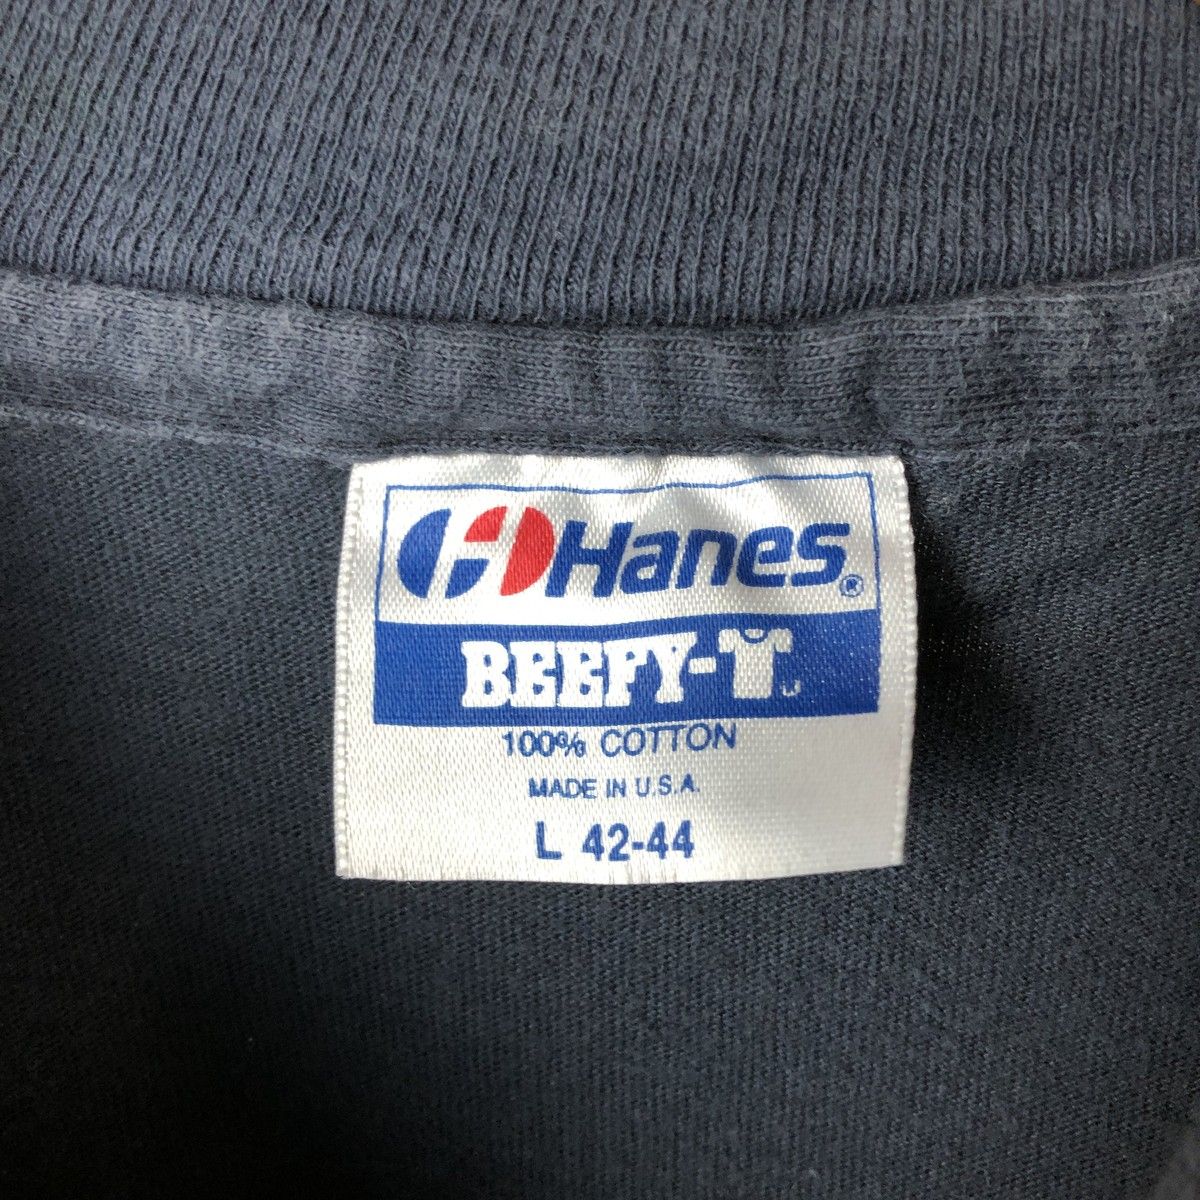 Hanes®
BEEFY-T U
100% COTTON
MADE IN U.S.A.
L 42-44